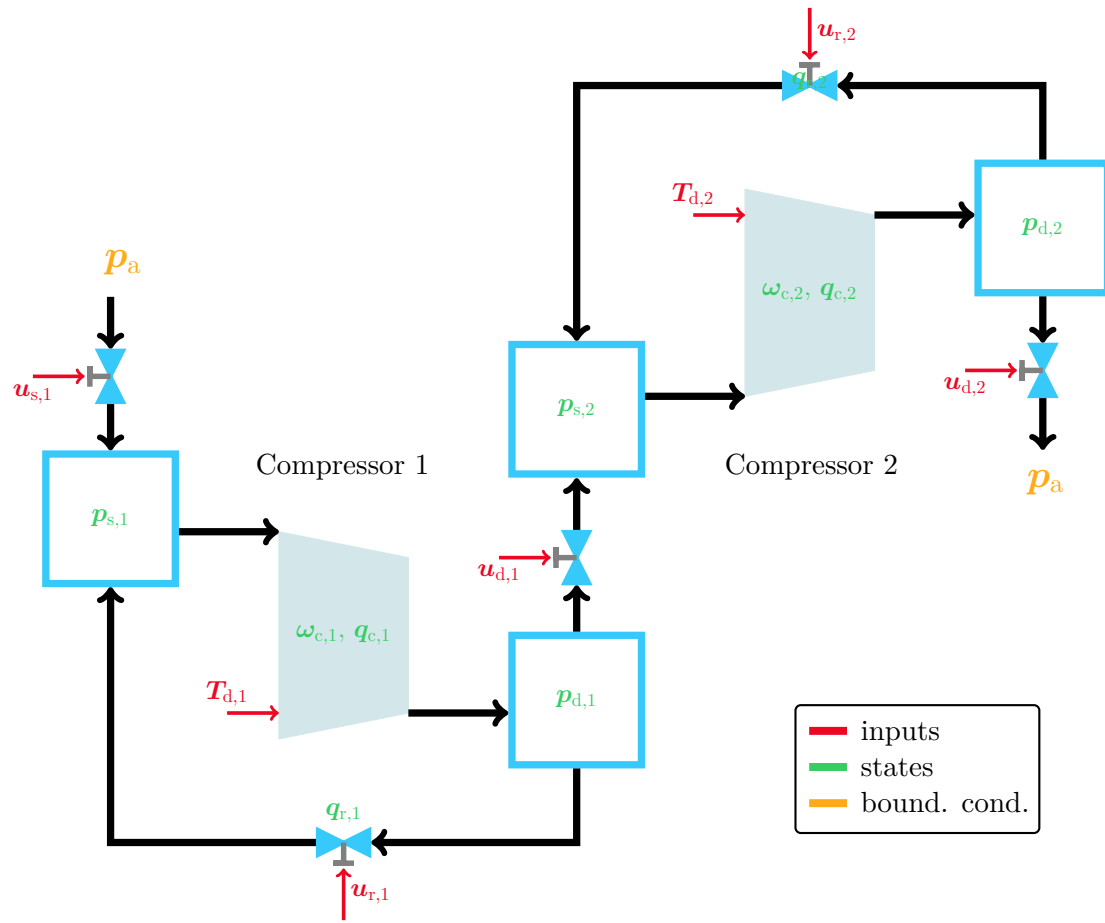 u_r,2
T_d,2
p_d,2
ω_c,2, q_c,2
p_a
u_s,1
u_d,2
p_s,2
p_a
Compressor 1
Compressor 2
p_s,1
u_d,1
ω_c,1, q_c,1
T_d,1
p_d,1
q_r,1
u_r,1
inputs
states
bound. cond.